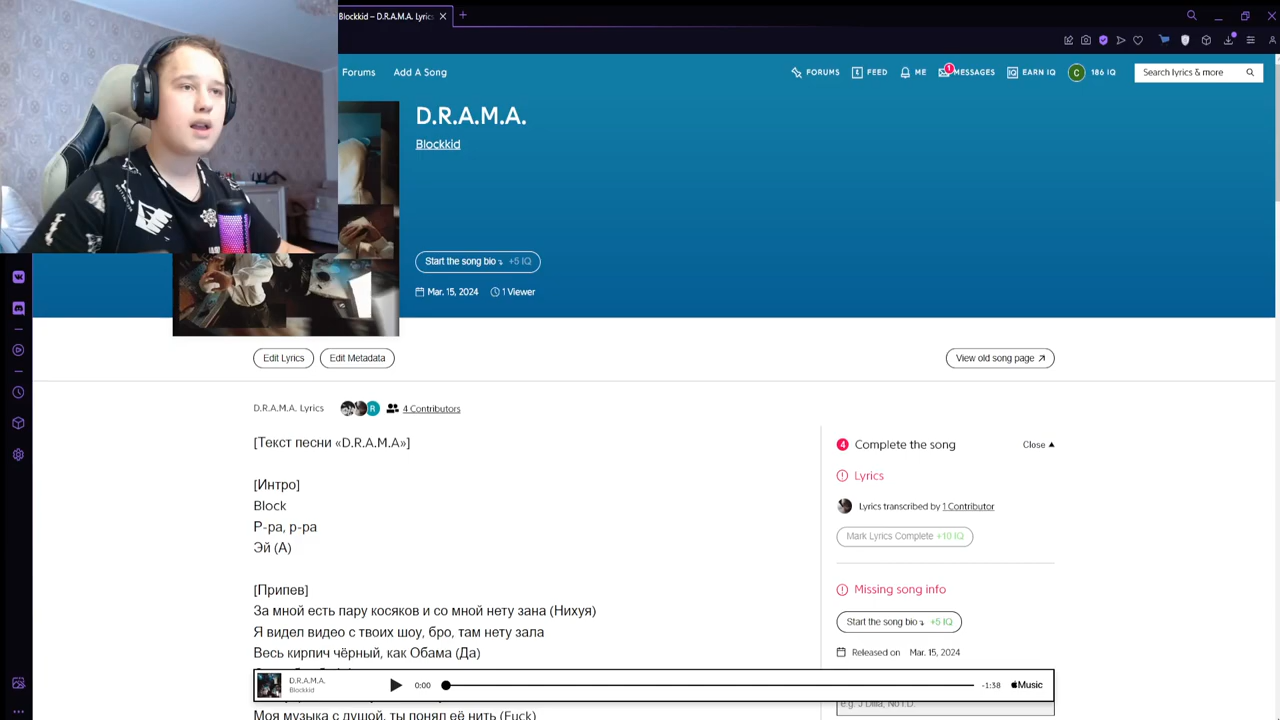 Blockkid – D.R.A.M.A. Lyric
Forums
Add A Song
FORUMS
FEED
ME
1
MESSAGES
EARN IQ
C
186 IQ
Search lyrics & more
D.R.A.M.A.
Blockkid
Start the song bio +5 IQ
Mar. 15, 2024
1 Viewer
Edit Lyrics
Edit Metadata
View old song page
D.R.A.M.A. Lyrics
R
4 Contributors
[Текст песни «D.R.A.M.A»]
[Интро]
Block
Р-ра, р-ра
Эй (А)
[Припев]
За мной есть пару косяков и со мной нету зана (Нихуя)
Я видел видео с твоих шоу, бро, там нету зала
Весь кирпич чёрный, как Обама (Да)
Моя музыка с душой, ты понял её нить (Fuck)
4 Complete the song
Close
Lyrics
Lyrics transcribed by 1 Contributor
Mark Lyrics Complete +10 IQ
Missing song info
Start the song bio +5 IQ
Released on Mar. 15, 2024
e.g. J Dilla, No I.D.
D.R.A.M.A.
Blockkid
0:00
-1:38
Music